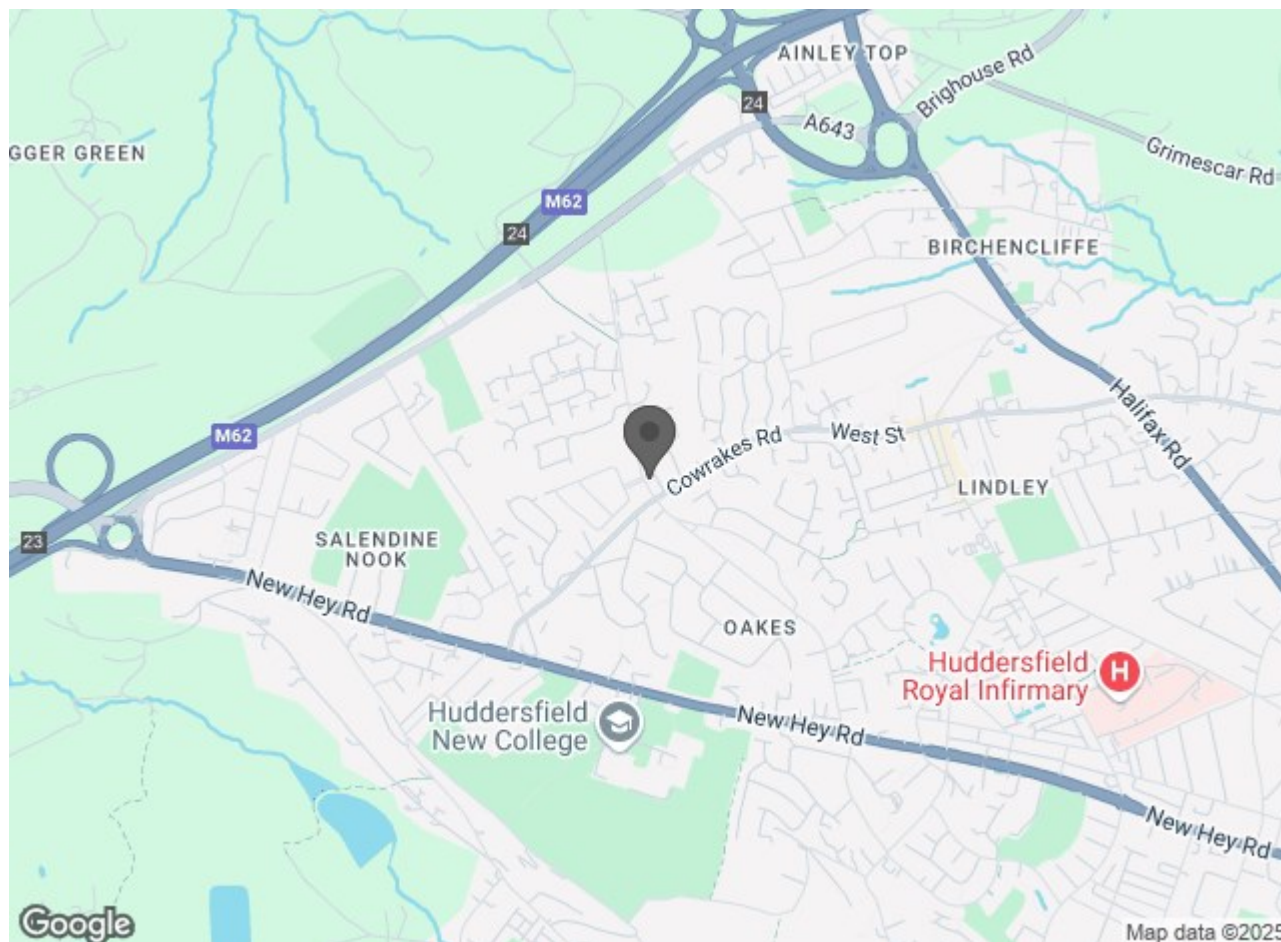 AINLEY TOP
Brighouse Rd
24
A643
Grimescar Rd
GGER GREEN
M62
24
BIRCHENCLIFFE
Halifax Rd
M62
West St
Cowrakes Rd
LINDLEY
23
SALENDINE
NOOK
New Hey Rd
OAKES
Huddersfield
Royal Infirmary
H
Huddersfield
New College
New Hey Rd
New Hey Rd
Google
Map data ©2025